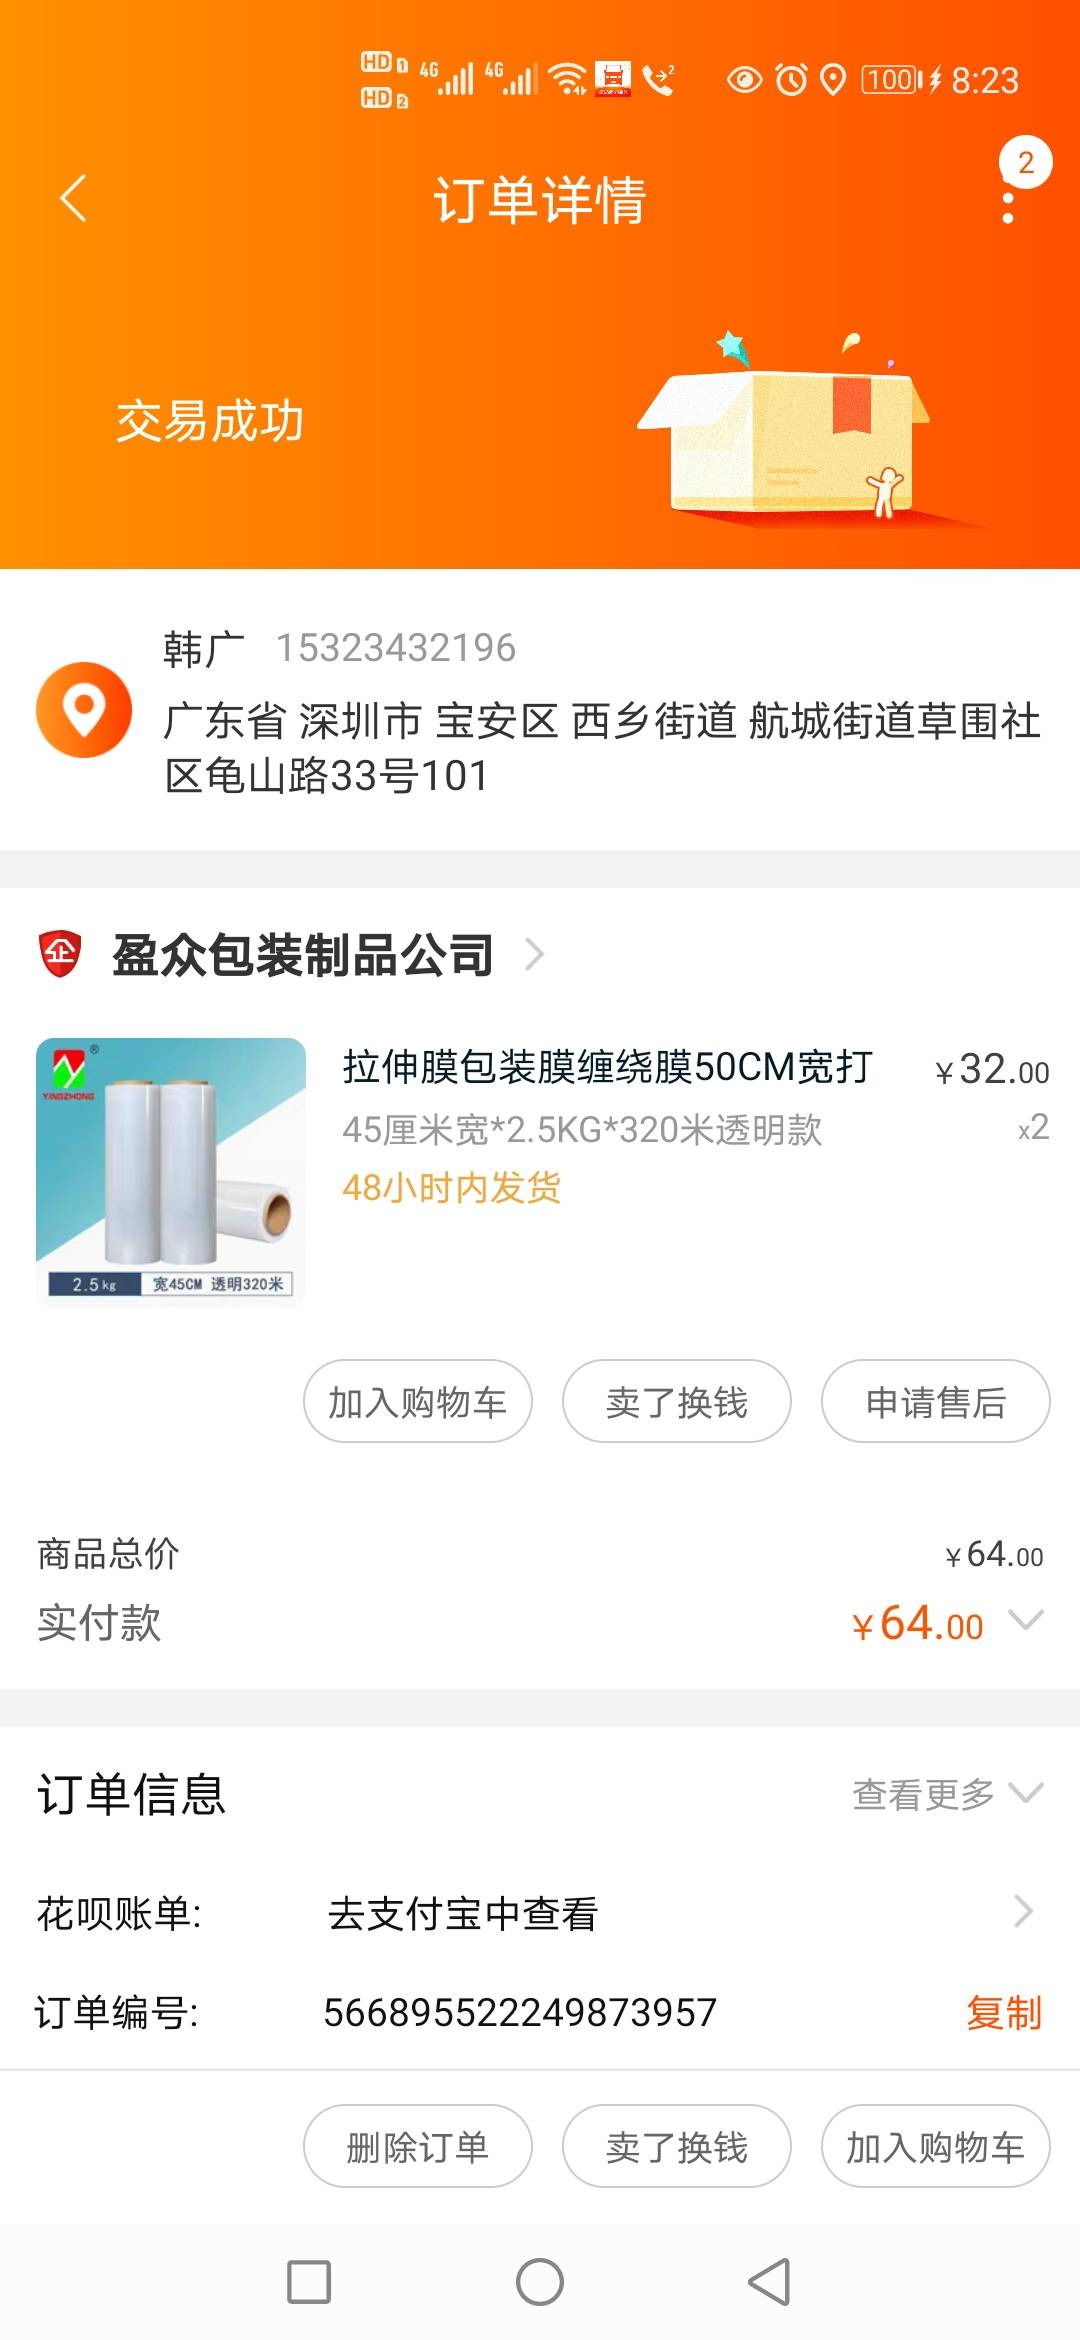 HD 1 4G 4G 2 100 8:23
HD 2
2
订单详情
交易成功
韩广 15323432196
广东省 深圳市 宝安区 西乡街道 航城街道草围社
区龟山路33号101
企 盈众包装制品公司
YINGZHONG ®
2.5kg 宽45CM 透明320米
拉伸膜包装膜缠绕膜50CM宽打 ¥32.00
45厘米宽*2.5KG*320米透明款 x2
48小时内发货
加入购物车 卖了换钱 申请售后
商品总价 ¥64.00
实付款 ¥64.00
订单信息 查看更多
花呗账单: 去支付宝中查看
订单编号: 566895522249873957 复制
删除订单 卖了换钱 加入购物车